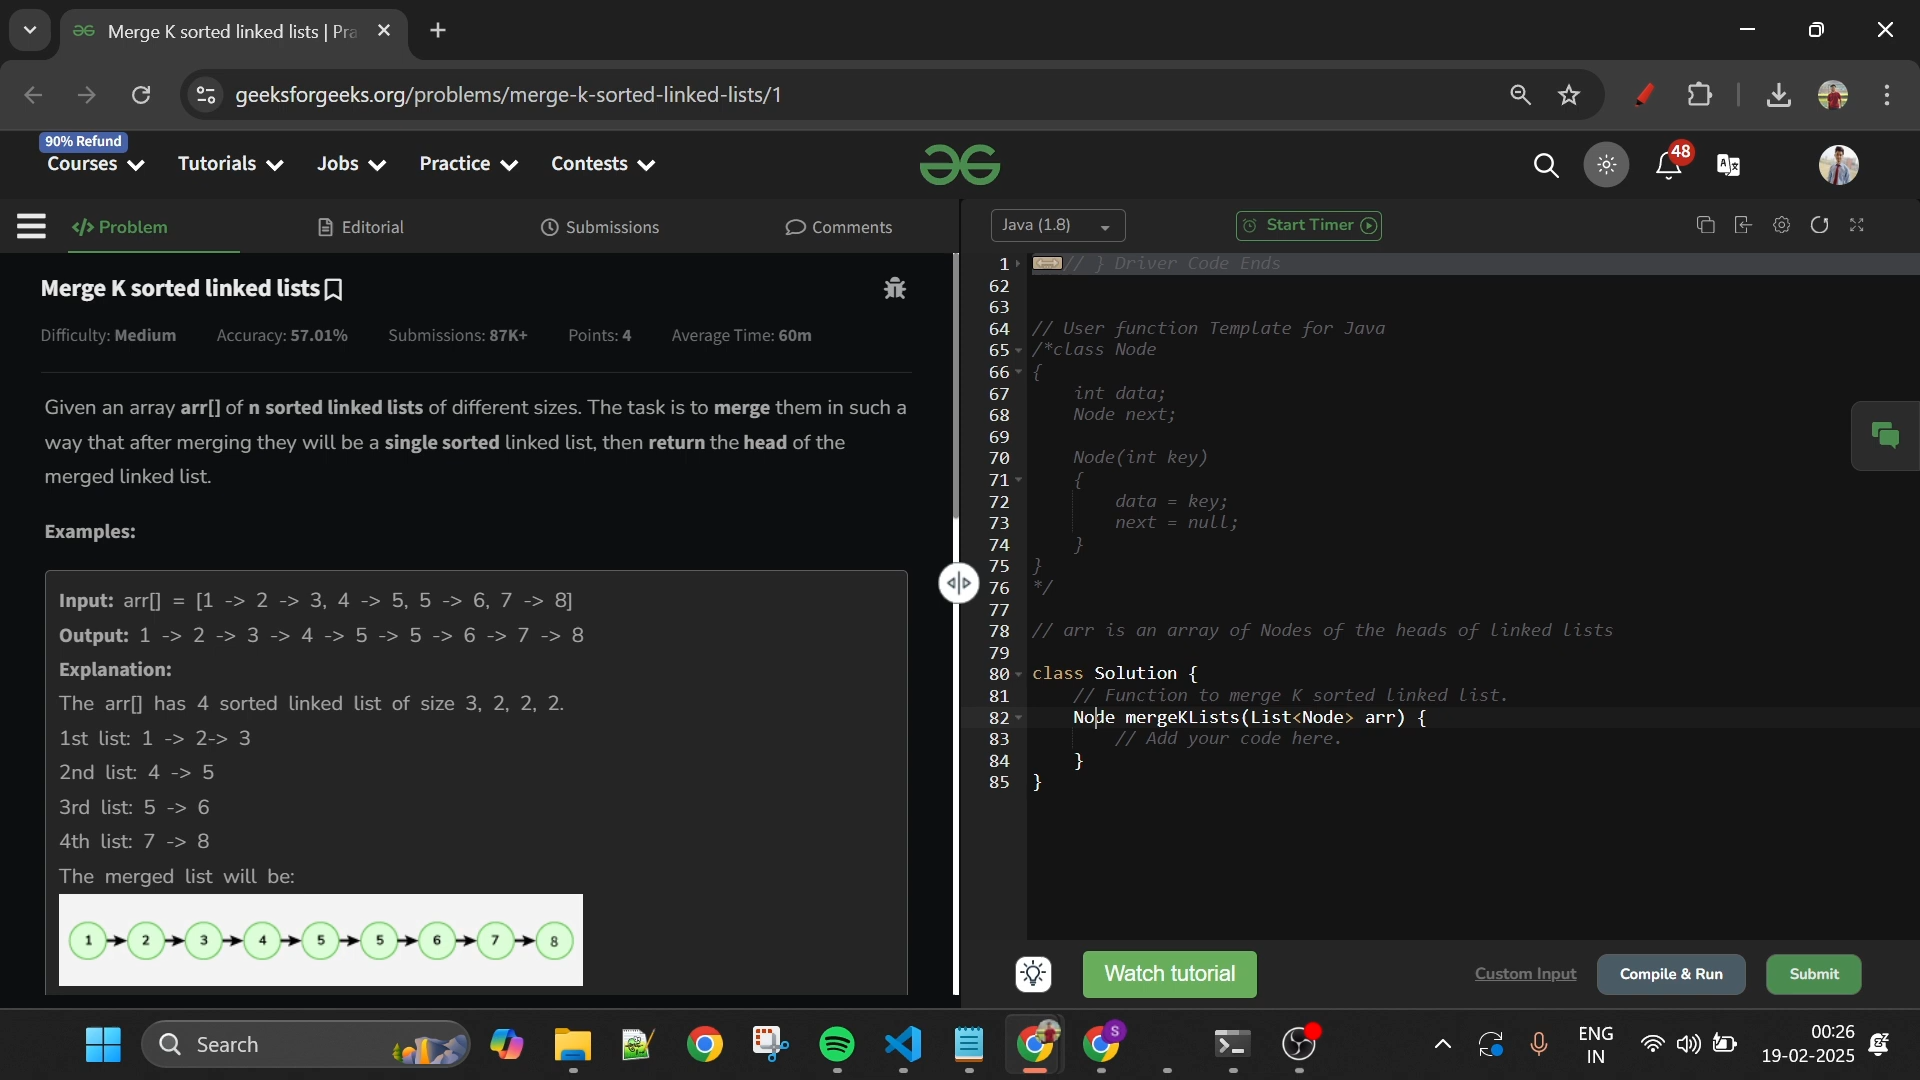 Merge K sorted linked lists | Pra
geeksforgeeks.org/problems/merge-k-sorted-linked-lists/1
90% Refund
Courses Tutorials Jobs Practice Contests
48
Problem Editorial Submissions Comments
Merge K sorted linked lists
Difficulty: Medium Accuracy: 57.01% Submissions: 87K+ Points: 4 Average Time: 60m
Given an array arr[] of n sorted linked lists of different sizes. The task is to merge them in such a
way that after merging they will be a single sorted linked list, then return the head of the
merged linked list.
Examples:
Input: arr[] = [1 -> 2 -> 3, 4 -> 5, 5 -> 6, 7 -> 8]
Output: 1 -> 2 -> 3 -> 4 -> 5 -> 5 -> 6 -> 7 -> 8
Explanation:
The arr[] has 4 sorted linked list of size 3, 2, 2, 2.
1st list: 1 -> 2-> 3
2nd list: 4 -> 5
3rd list: 5 -> 6
4th list: 7 -> 8
The merged list will be:
1 2 3 4 5 5 6 7 8
Java (1.8) Start Timer
1 // } Driver Code Ends
62
63
64 // User function Template for Java
65 /*class Node
66 {
67 int data;
68 Node next;
69
70 Node(int key)
71 {
72 data = key;
73 next = null;
74 }
75 }
76 */
77
78 // arr is an array of Nodes of the heads of linked lists
79
80 class Solution {
81 // Function to merge K sorted linked list.
82 Node mergeKLists(List<Node> arr) {
83 // Add your code here.
84 }
85 }
Watch tutorial Custom Input Compile & Run Submit
Search
S
ENG
IN
00:26
19-02-2025